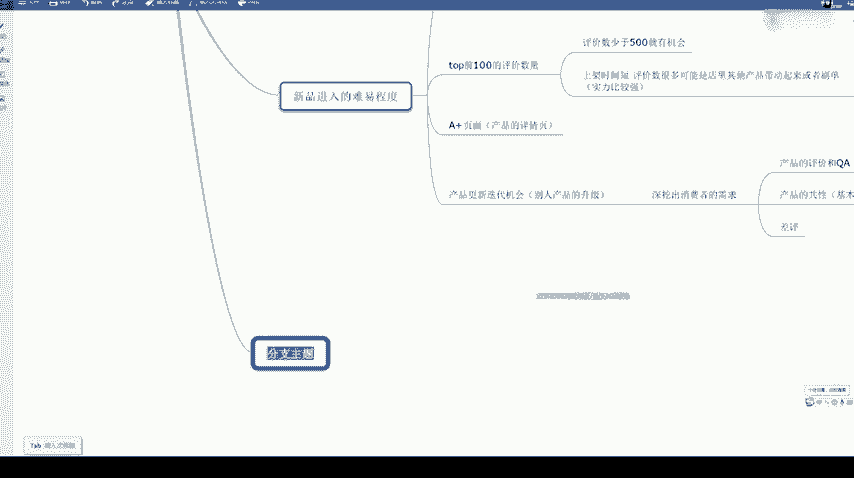 评价数少于500就有机会
top前100的评价数量
上架时间短 评价数很多可能是店里其他产品带动起来或者刷单
（实力比较强）
新品进入的难易程度
A+页面（产品的详情页）
产品的评价和QA
产品更新迭代机会（别人产品的升级）
深挖出消费者的需求
产品的共性（基本
差评
分支主题
Tab